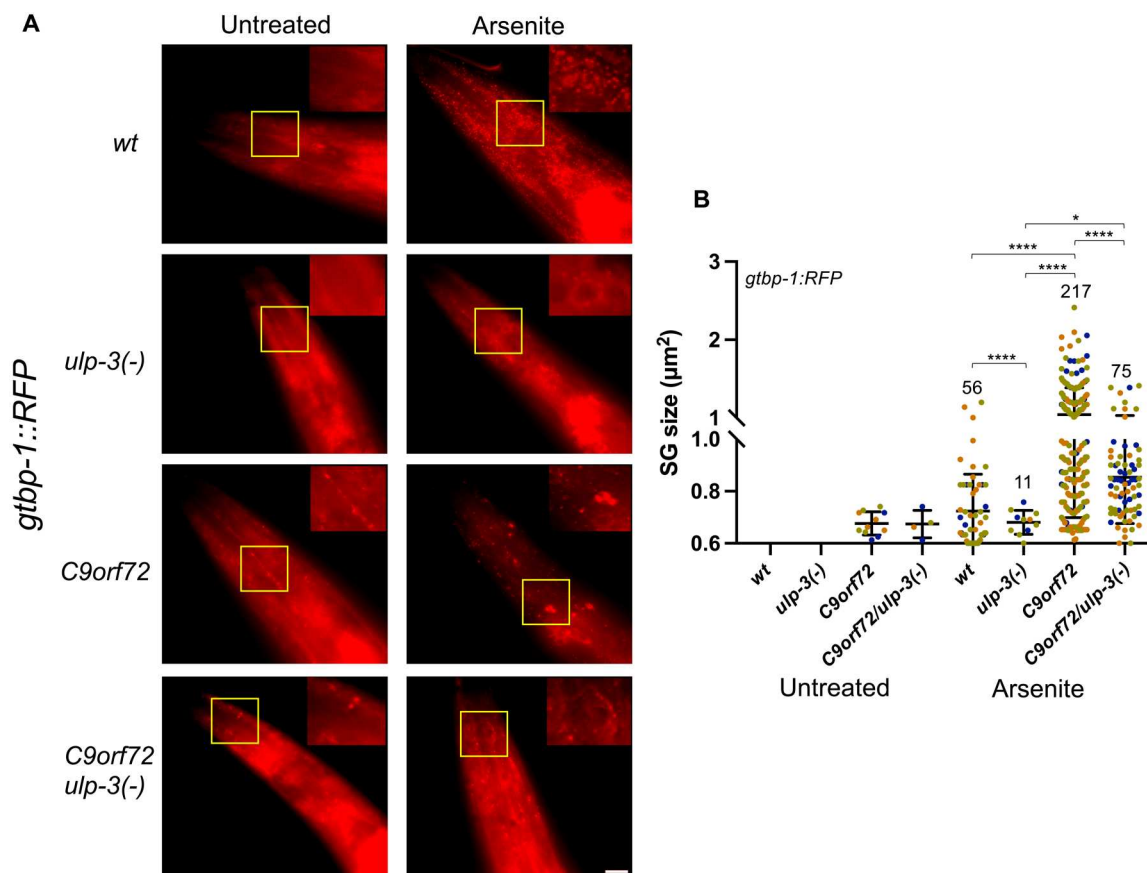 A
Untreated
Arsenite
wt
ulp-3(-)
C9orf72
C9orf72
ulp-3(-)
gtbp-1::RFP
B
*
****
****
****
217
3
gtbp-1:RFP
2
****
75
56
1
1.0
11
0.8
0.6
SG size (µm²)
wt
ulp-3(-)
C9orf72
C9orf72/ulp-3(-)
wt
ulp-3(-)
C9orf72
C9orf72/ulp-3(-)
Untreated
Arsenite